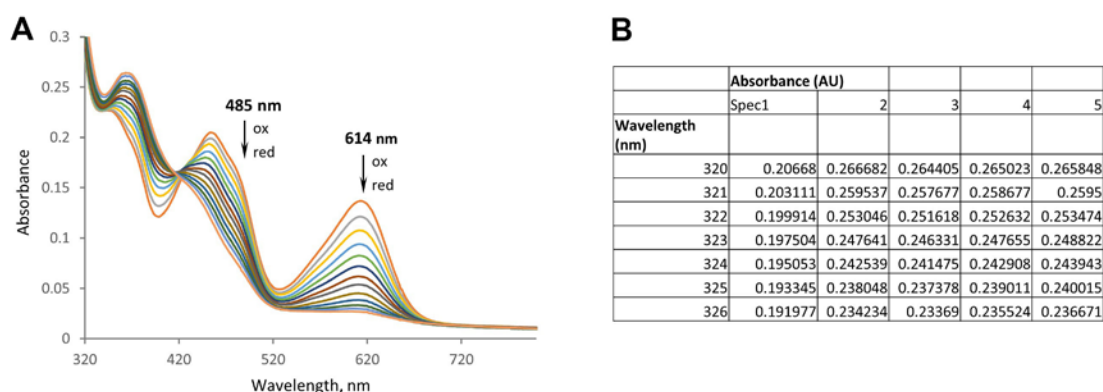 A
0.3
0.25
0.2
0.15
0.1
0.05
0
Absorbance
485 nm
ox
red
614 nm
ox
red
320 420 520 620 720
Wavelength, nm
B
Absorbance (AU)
Spec1 2 3 4 5
Wavelength
(nm)
320 0.20668 0.266682 0.264405 0.265023 0.265848
321 0.203111 0.259537 0.257677 0.258677 0.2595
322 0.199914 0.253046 0.251618 0.252632 0.253474
323 0.197504 0.247641 0.246331 0.247655 0.248822
324 0.195053 0.242539 0.241475 0.242908 0.243943
325 0.193345 0.238048 0.237378 0.239011 0.240015
326 0.191977 0.234234 0.23369 0.235524 0.236671